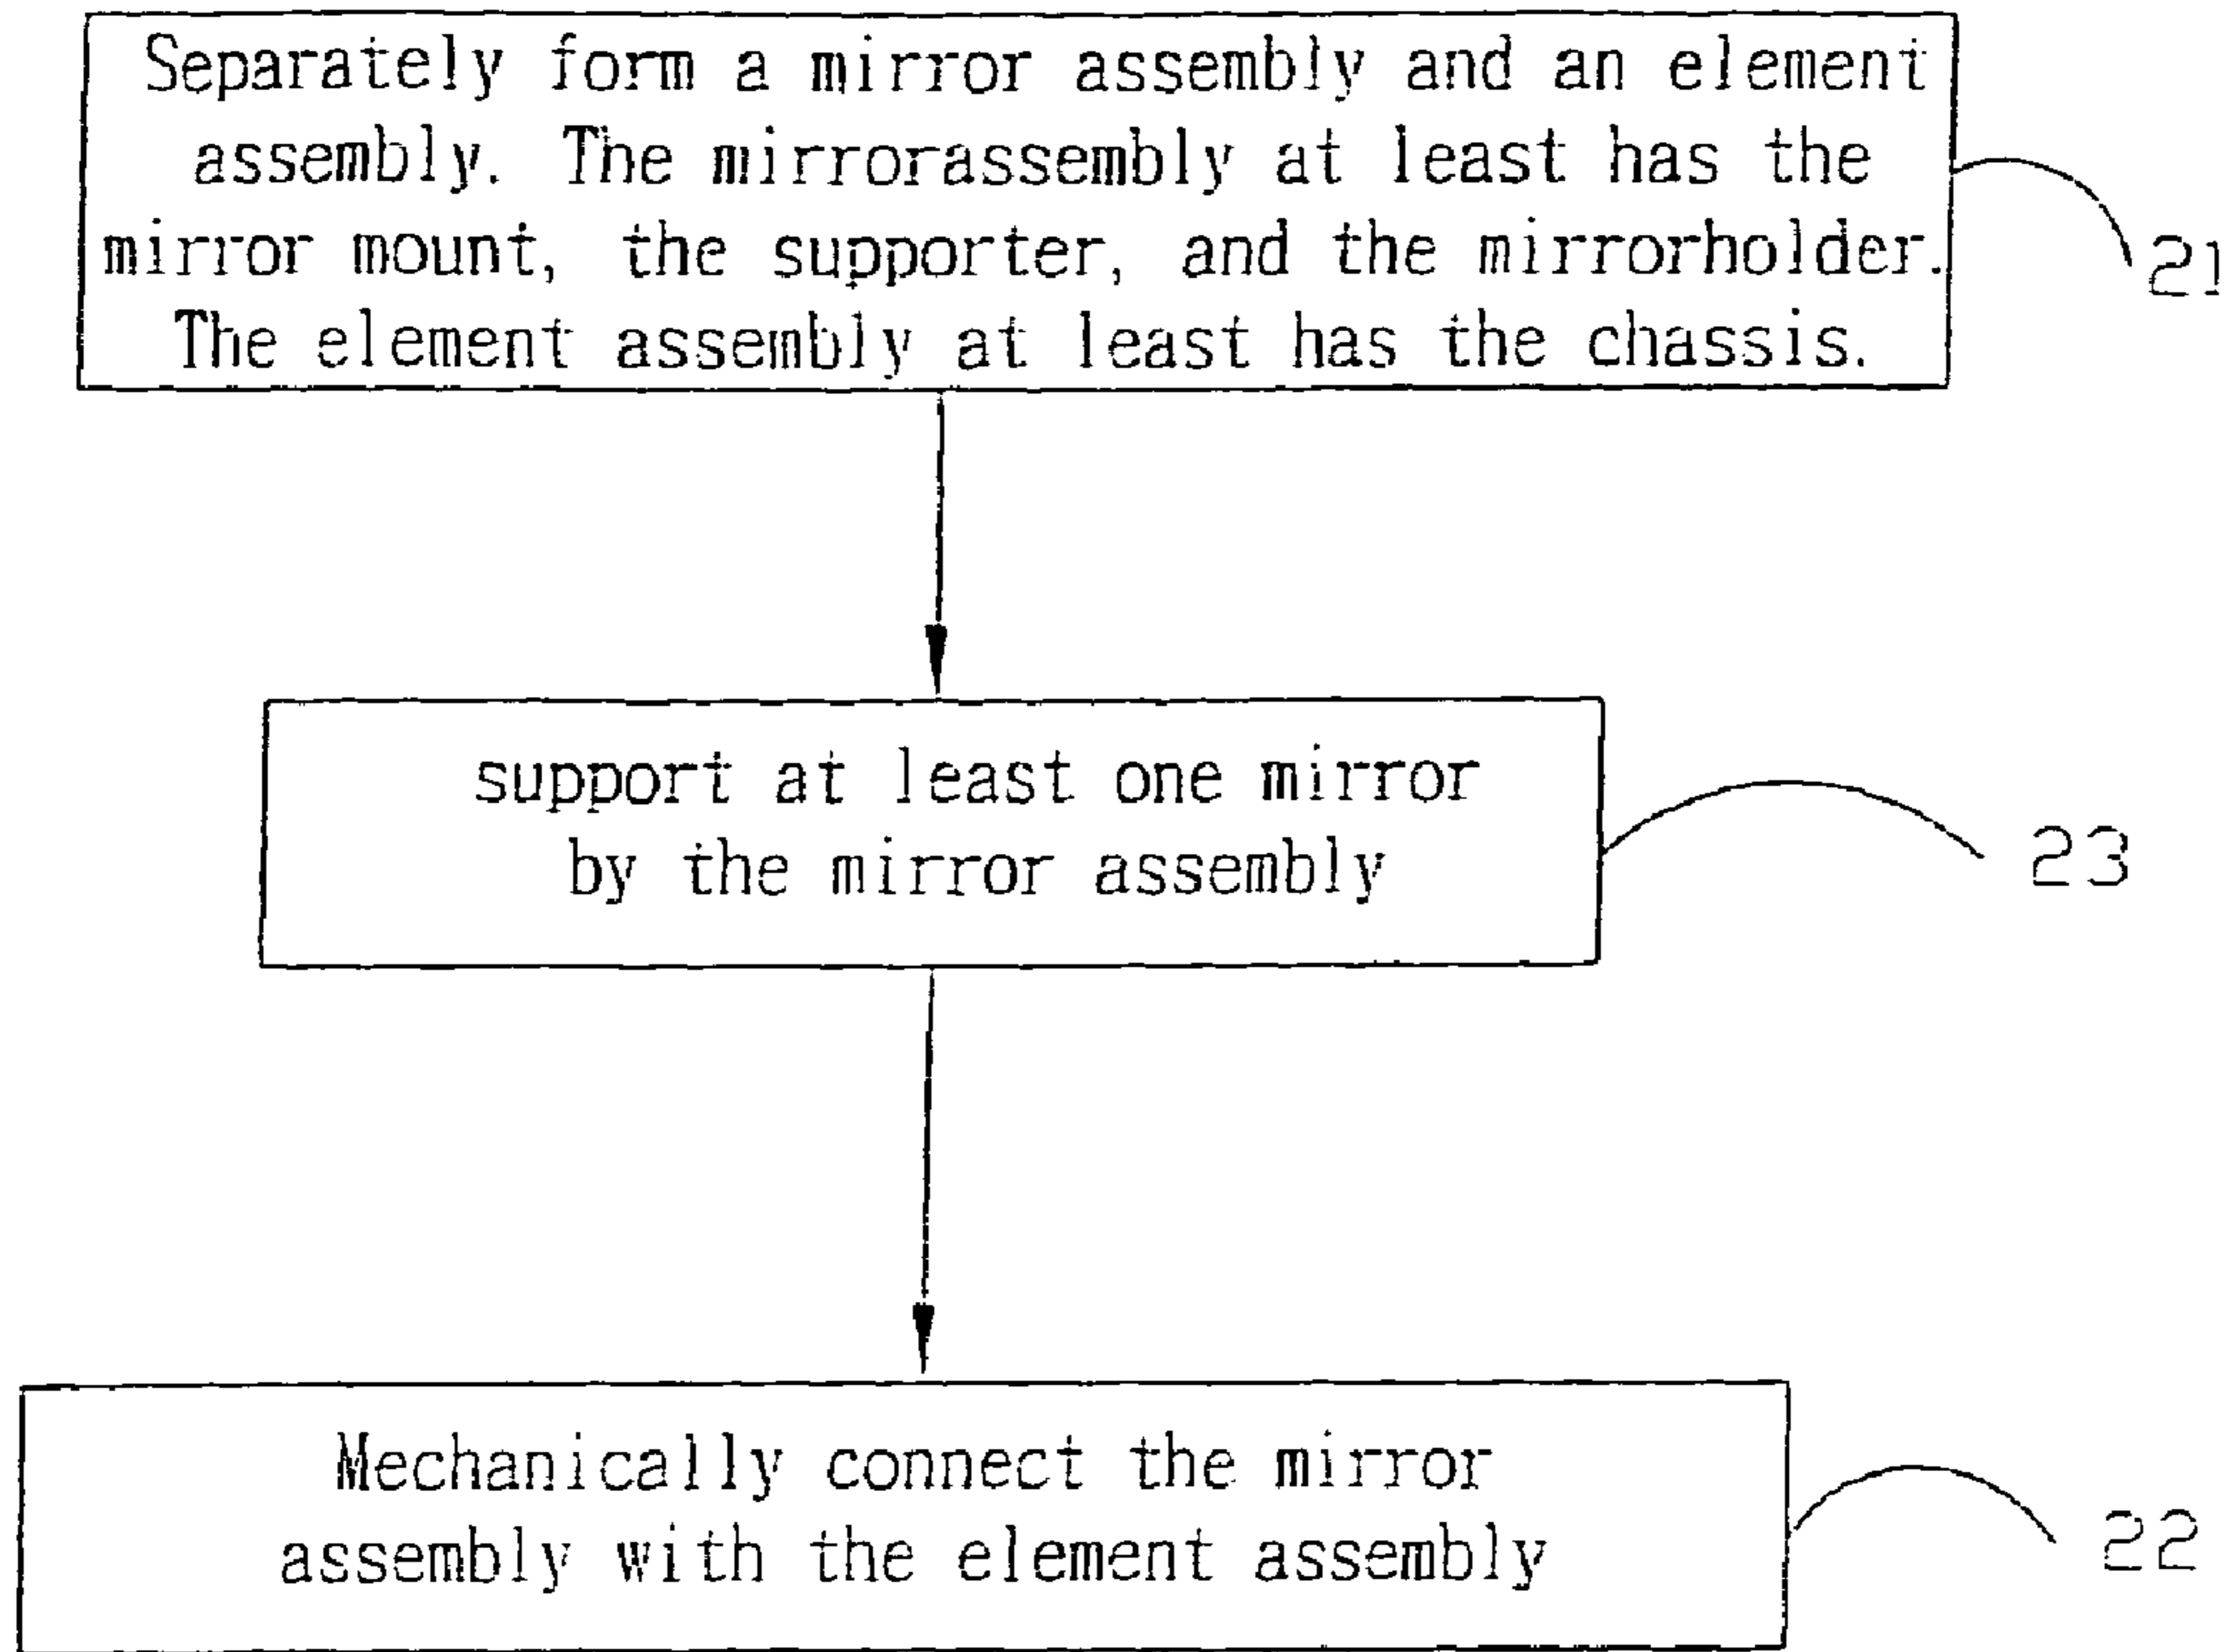 Separately form a mirror assembly and an element
assembly. The mirrorassembly at least has the
mirror mount, the supporter, and the mirrorholder.
The element assembly at least has the chassis.
21
support at least one mirror
by the mirror assembly
23
Mechanically connect the mirror
assembly with the element assembly
22